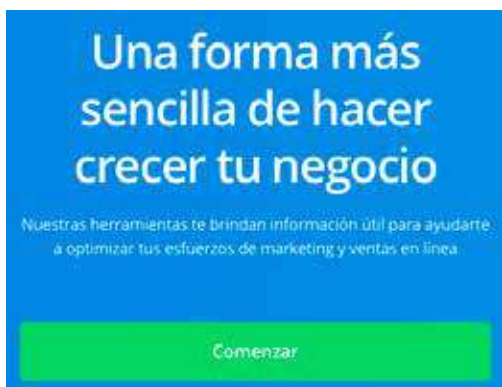 Una forma más
sencilla de hacer
crecer tu negocio
Nuestras herramientas te brindan información útil para ayudarte
a optimizar tus esfuerzos de marketing y ventas en línea
Comenzar